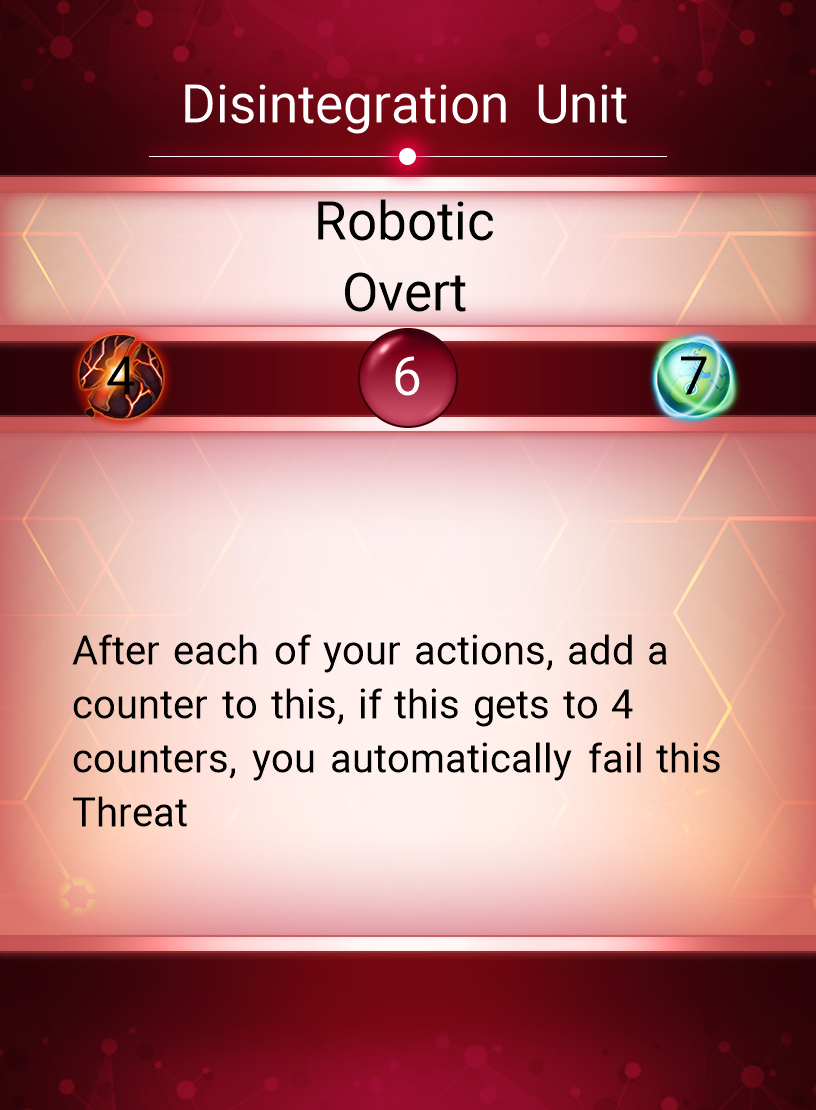 Disintegration Unit
Robotic
Overt
4 6 7
After each of your actions, add a
counter to this, if this gets to 4
counters, you automatically fail this
Threat